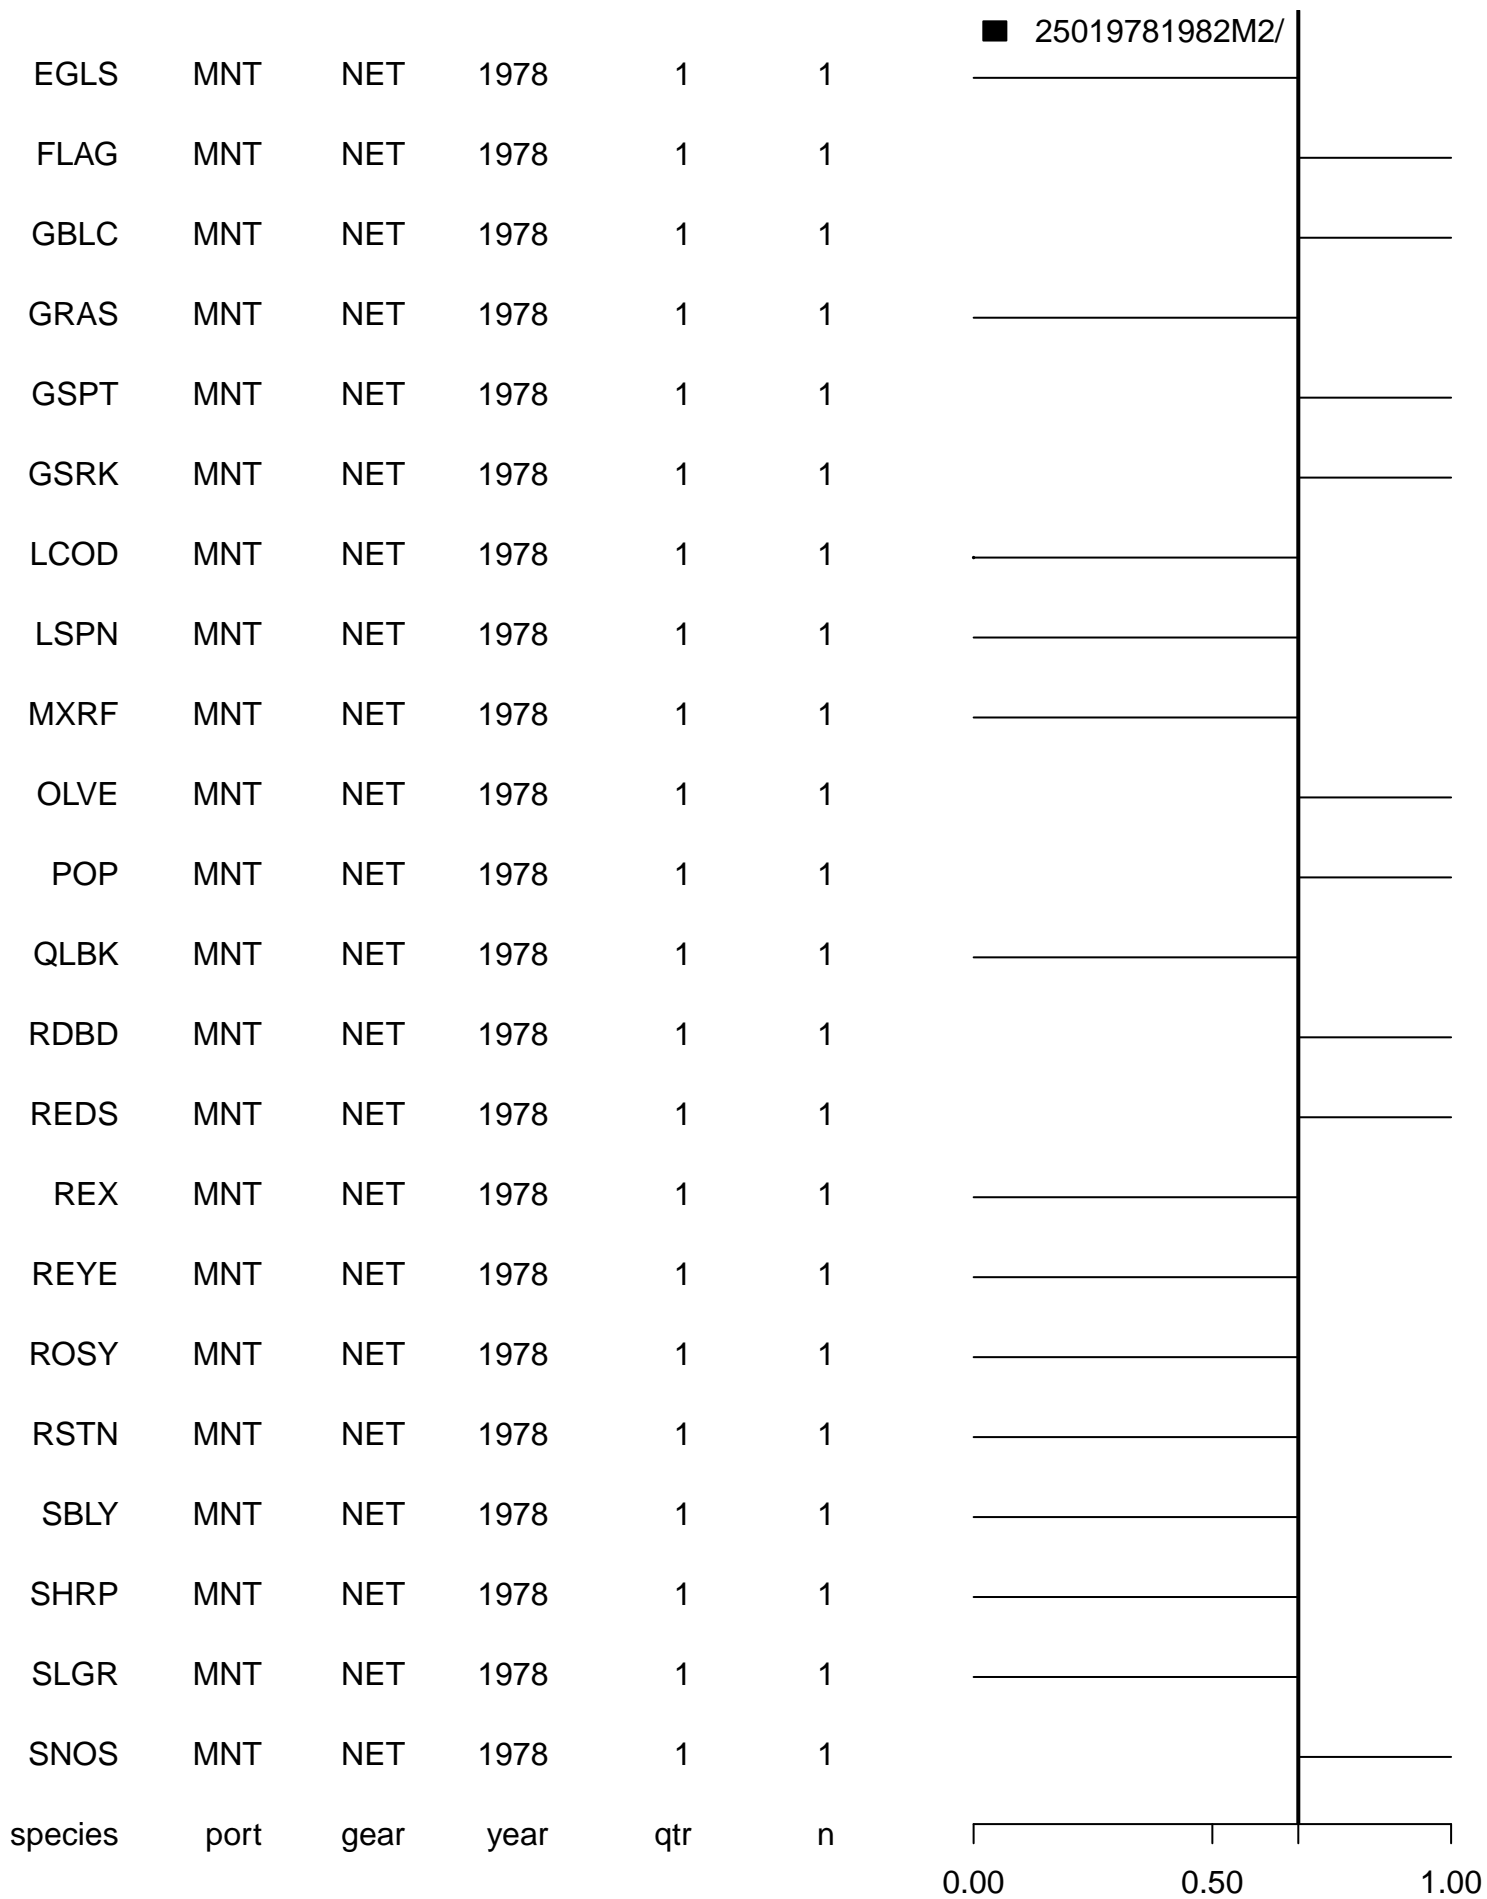 25019781982M2/
EGLS MNT NET 1978 1 1
FLAG MNT NET 1978 1 1
GBLC MNT NET 1978 1 1
GRAS MNT NET 1978 1 1
GSPT MNT NET 1978 1 1
GSRK MNT NET 1978 1 1
LCOD MNT NET 1978 1 1
LSPN MNT NET 1978 1 1
MXRF MNT NET 1978 1 1
OLVE MNT NET 1978 1 1
POP MNT NET 1978 1 1
QLBK MNT NET 1978 1 1
RDBD MNT NET 1978 1 1
REDS MNT NET 1978 1 1
REX MNT NET 1978 1 1
REYE MNT NET 1978 1 1
ROSY MNT NET 1978 1 1
RSTN MNT NET 1978 1 1
SBLY MNT NET 1978 1 1
SHRP MNT NET 1978 1 1
SLGR MNT NET 1978 1 1
SNOS MNT NET 1978 1 1
species port gear year qtr n
0.00 0.50 1.00